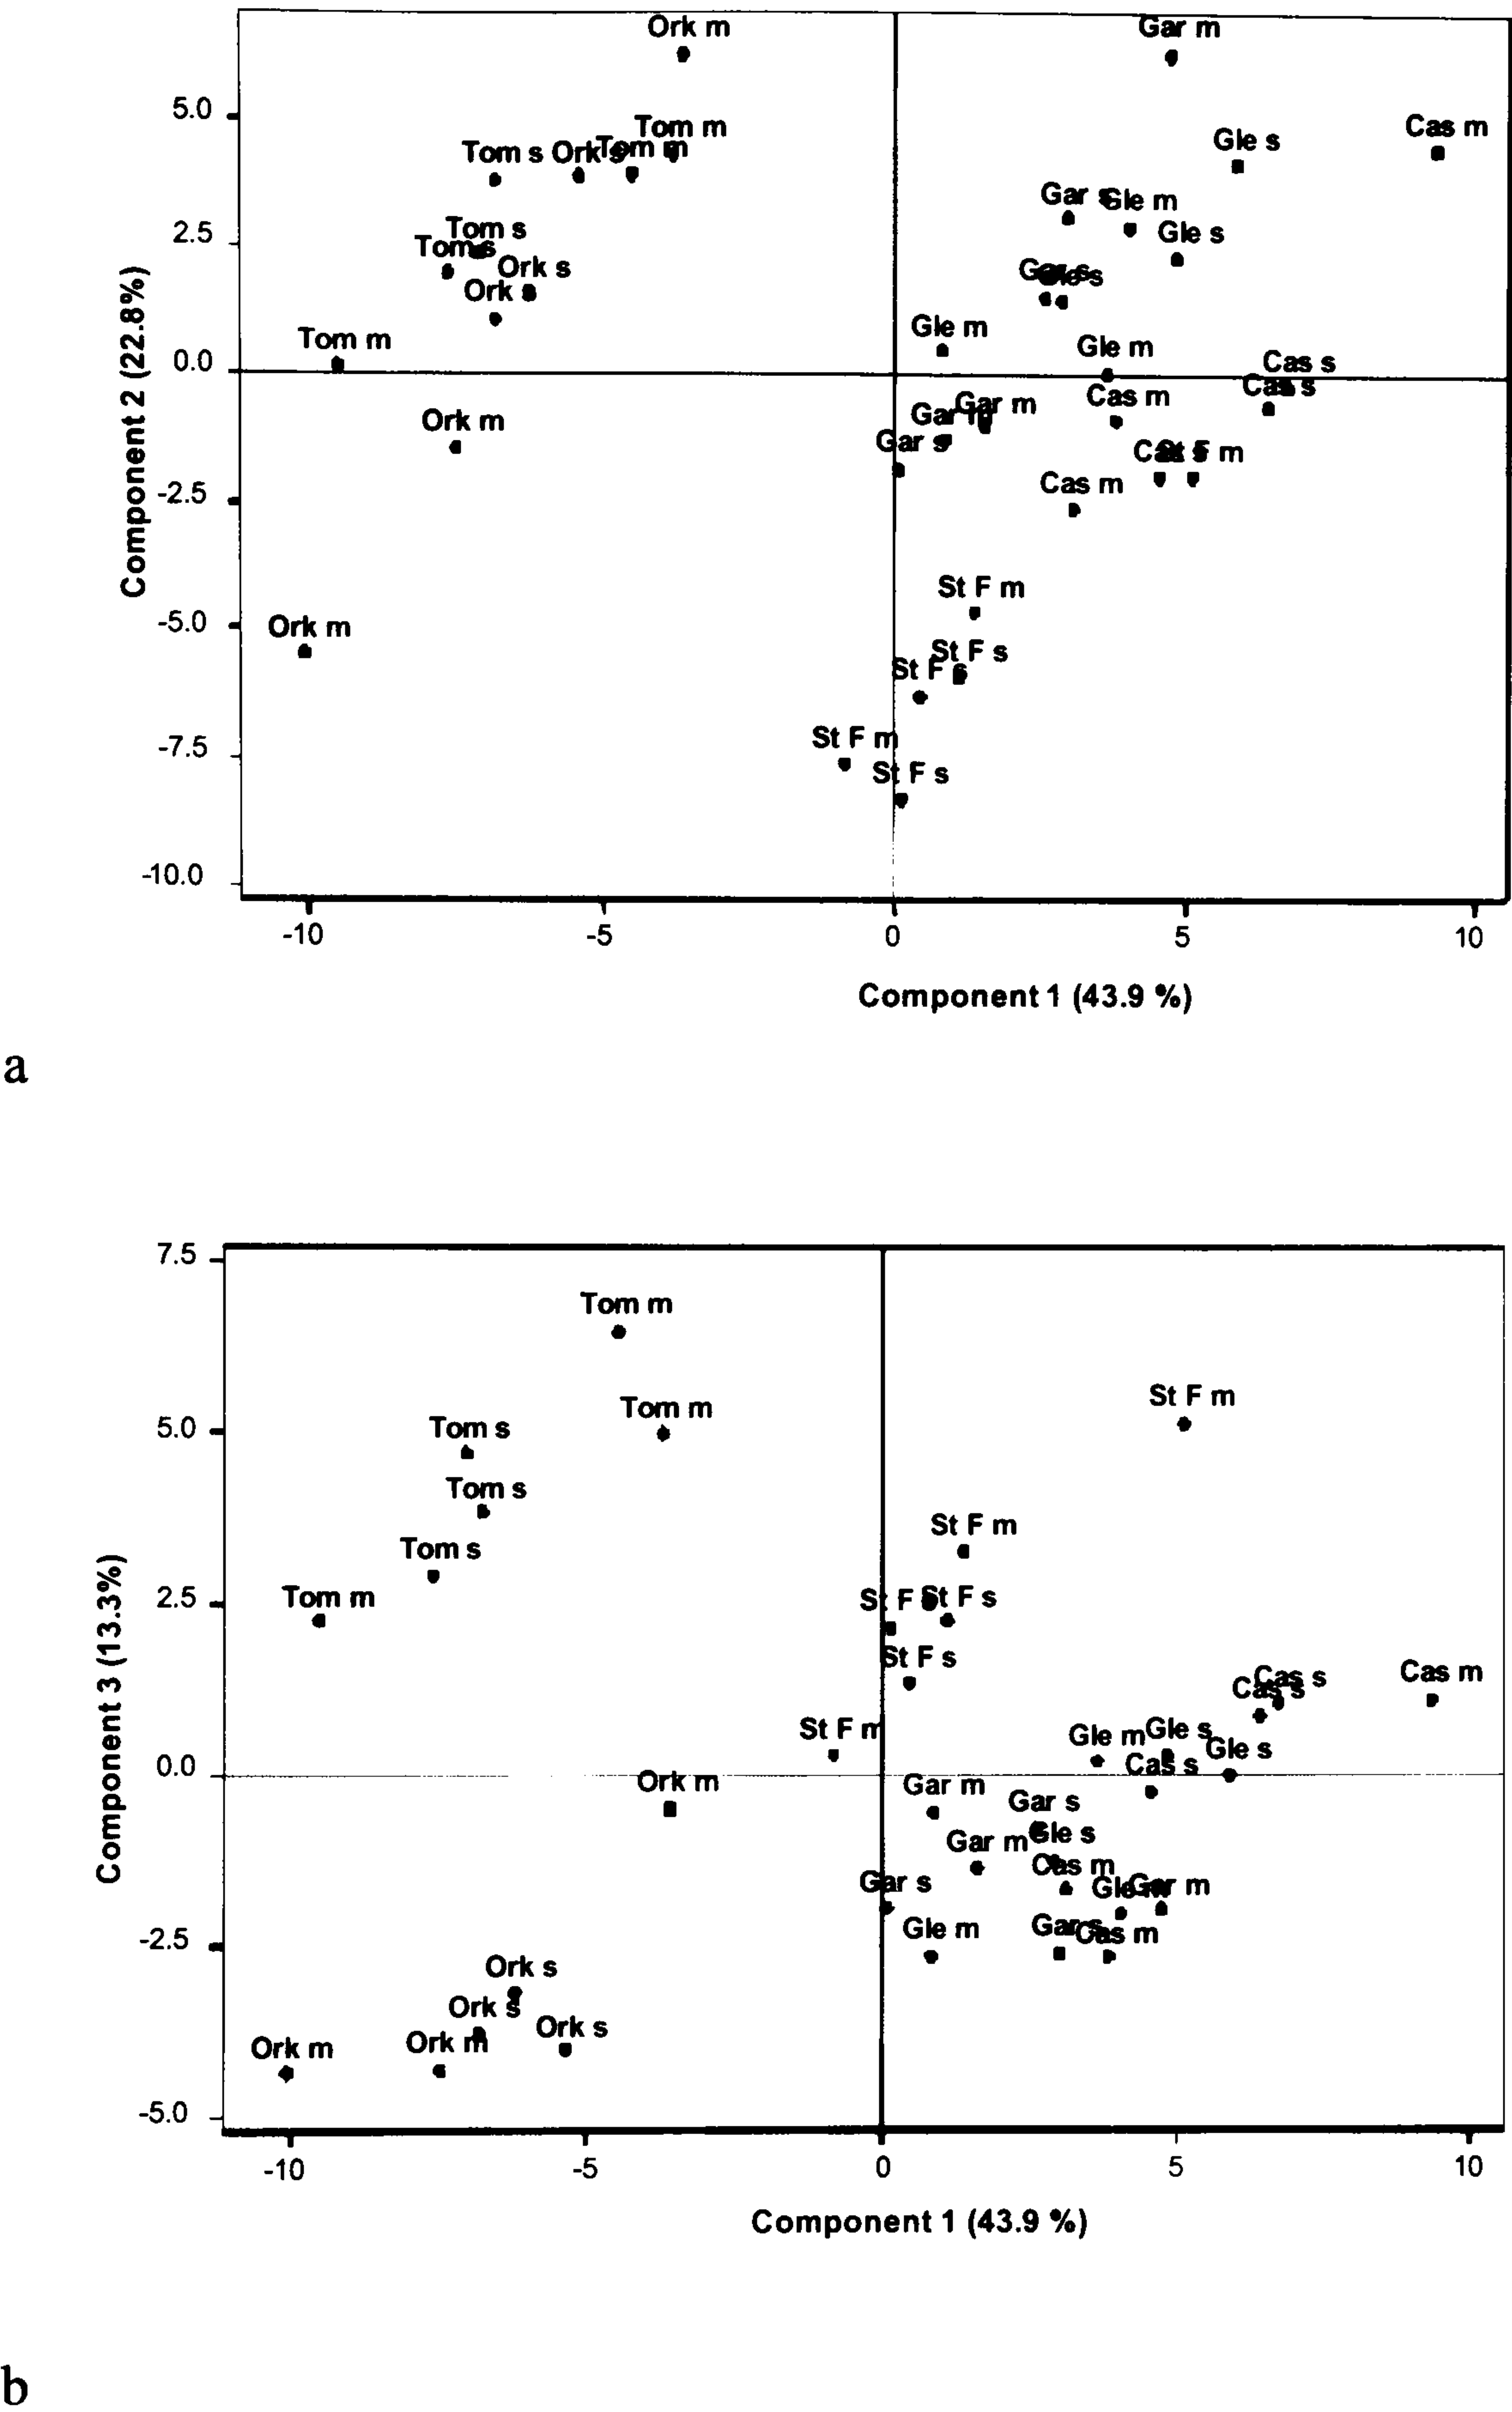 Ork m
Gar m
5.0
Tom m
Cas m
Gle s
Tom s Ork s Tom m
Gar s Gle m
2.5
Tom s
Gle s
Tom s
Ork s
Gar s Gle s
Ork
Tom m
Gle m
Gle m
0.0
Cas s
Cas s
Cas m
Gar m Gar m
Ork m
Gar s
Cas s St F m
-2.5
Cas m
St F m
-5.0
Ork m
St F s
St F s
-7.5
St F m
St F s
-10.0
-10
-5
0
5
10
Component 2 (22.8%)
Component 1 (43.9 %)
a
7.5
Tom m
St F m
Tom m
5.0
Tom s
Tom s
St F m
Tom s
2.5
Tom m
St F s St F s
St F s
Cas s
Cas m
Cas s
St F m
Gle m Gle s
Gle s
0.0
Cas s
Ork m
Gar m
Gar s
Gar m Gle s
Cas m
Gar s
Gle m Gar m
Gle m
Gar s Cas m
-2.5
Ork s
Ork s
Ork s
Ork m
Ork m
-5.0
-10
-5
0
5
10
Component 3 (13.3%)
Component 1 (43.9 %)
b